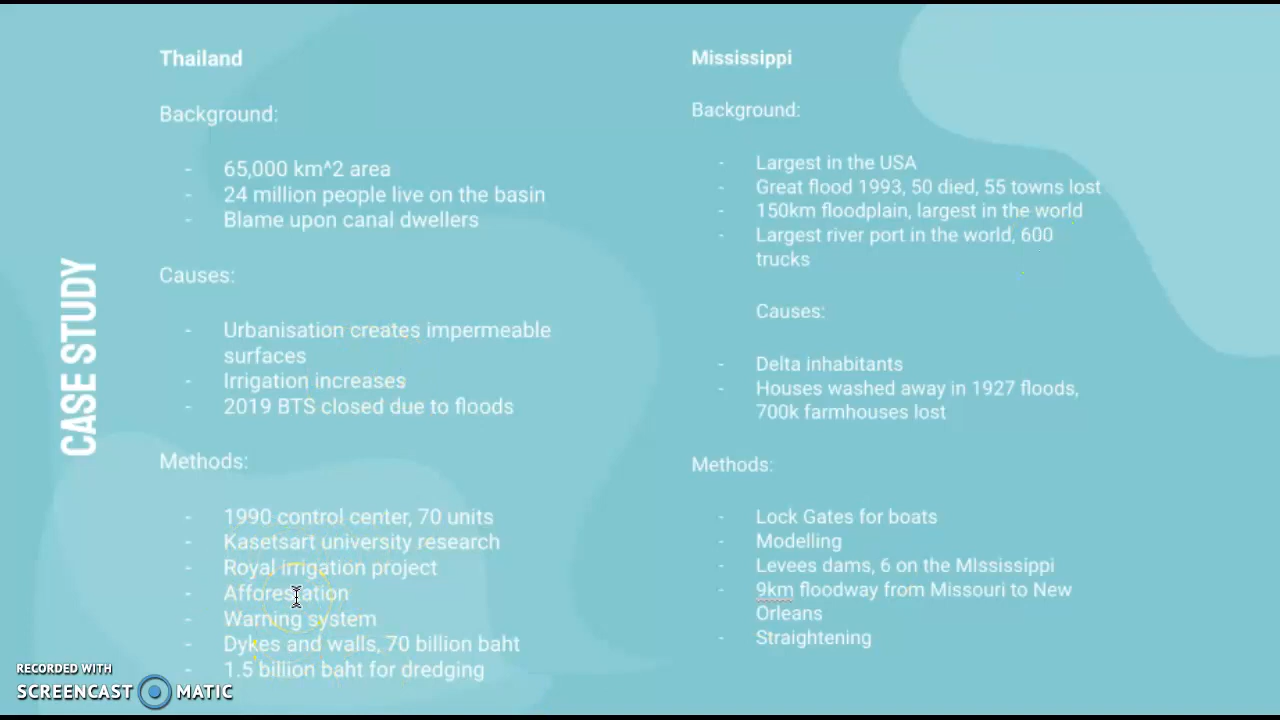 CASE STUDY
Thailand
Background:
- 65,000 km^2 area
- 24 million people live on the basin
- Blame upon canal dwellers
Causes:
- Urbanisation creates impermeable
surfaces
- Irrigation increases
- 2019 BTS closed due to floods
Methods:
- 1990 control center, 70 units
- Kasetsart university research
- Royal irrigation project
- Afforestation
- Warning system
- Dykes and walls, 70 billion baht
- 1.5 billion baht for dredging
Mississippi
Background:
- Largest in the USA
- Great flood 1993, 50 died, 55 towns lost
- 150km floodplain, largest in the world
- Largest river port in the world, 600
trucks
Causes:
- Delta inhabitants
- Houses washed away in 1927 floods,
700k farmhouses lost
Methods:
- Lock Gates for boats
- Modelling
- Levees dams, 6 on the MIssissippi
- 9km floodway from Missouri to New
Orleans
- Straightening
RECORDED WITH
SCREENCAST MATIC